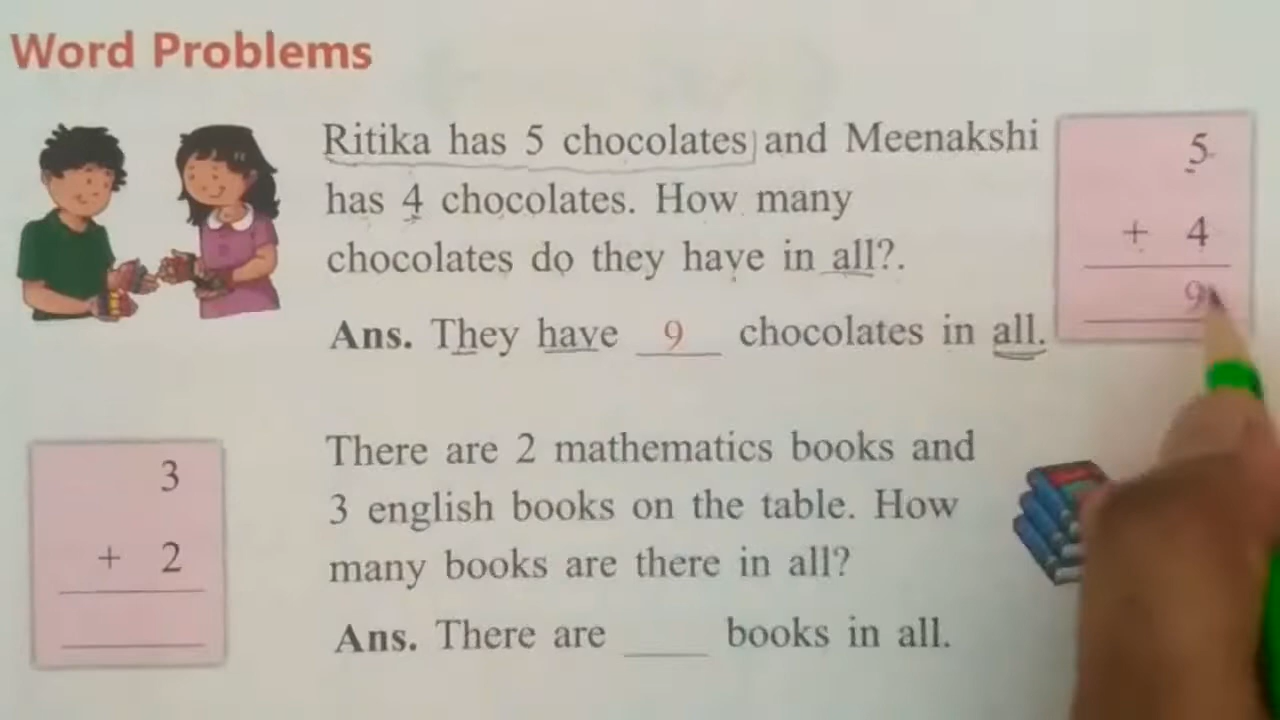 Word Problems
Ritika has 5 chocolates and Meenakshi
has 4 chocolates. How many
chocolates do they have in all?.
Ans. They have 9 chocolates in all.
5
+ 4
9
There are 2 mathematics books and
3 english books on the table. How
many books are there in all?
Ans. There are ____ books in all.
3
+ 2